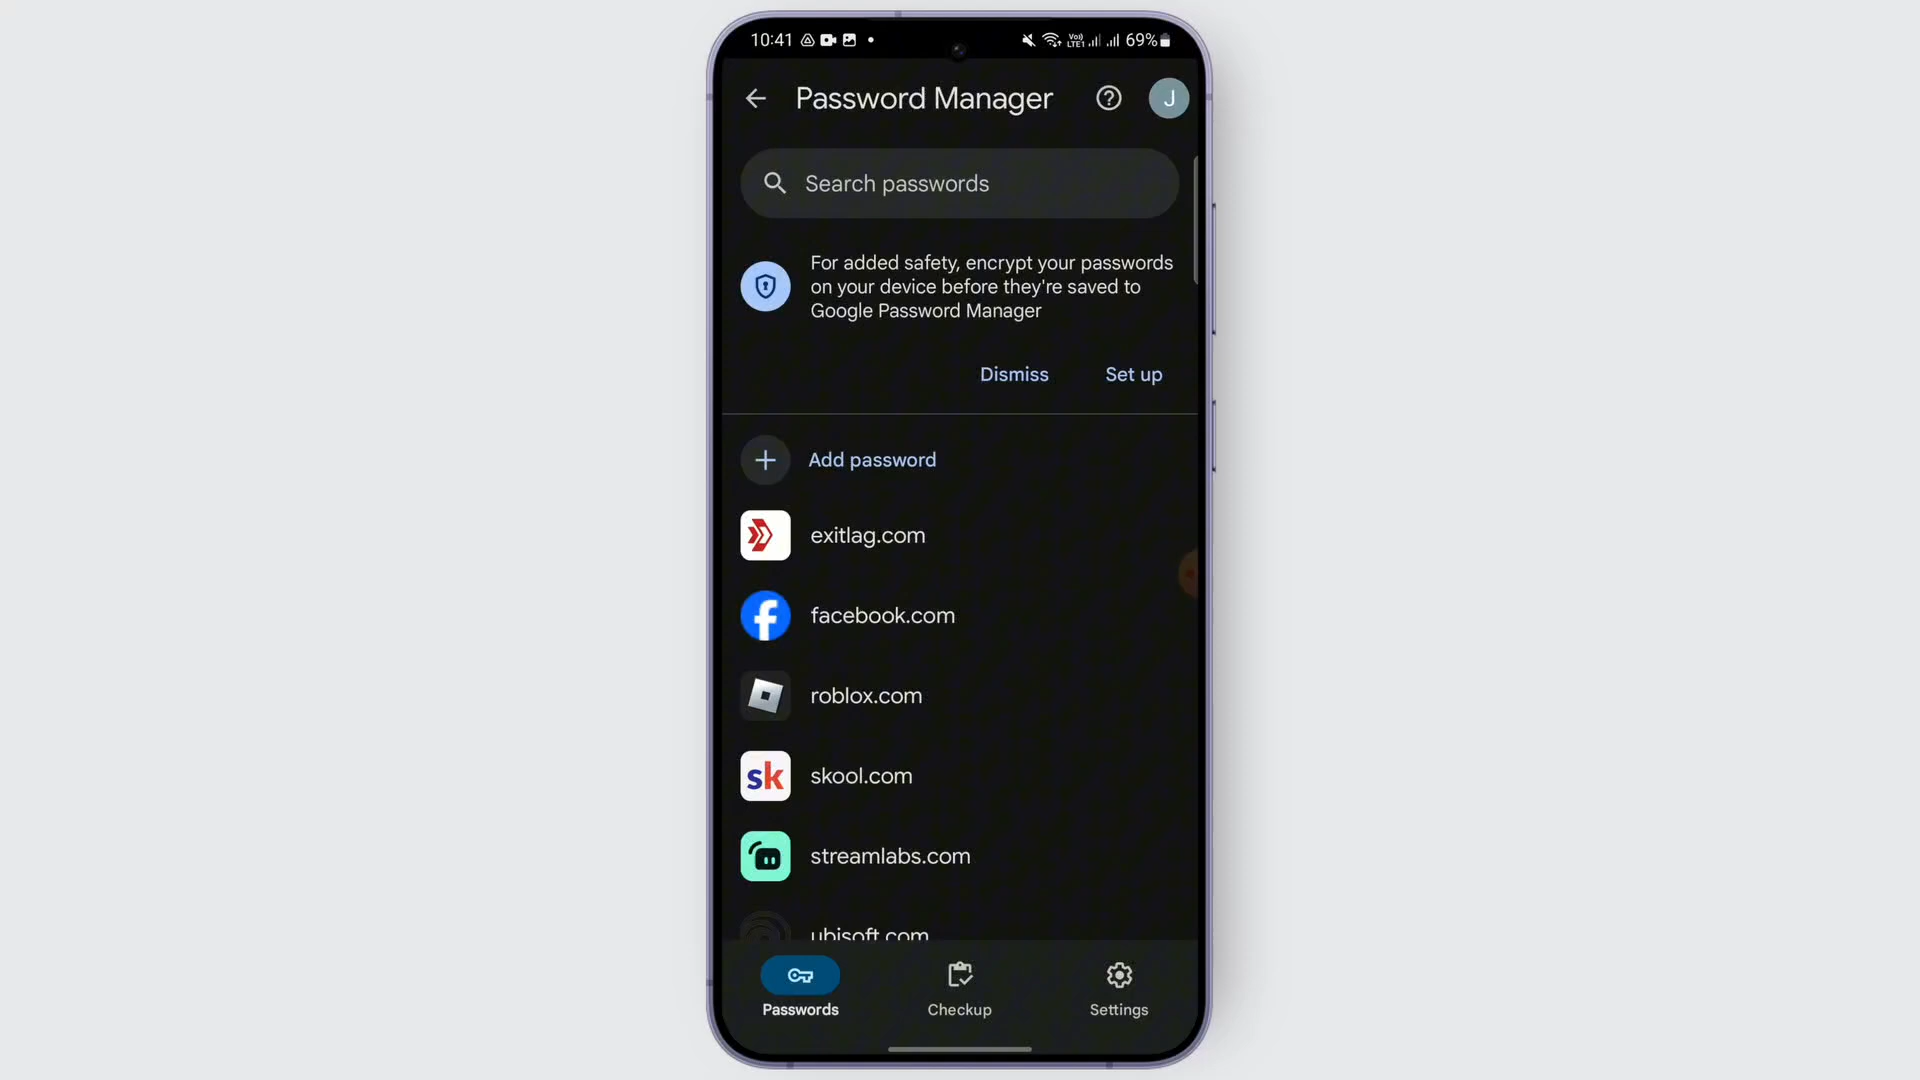 10:41
Vo)) LTE1
69%
Password Manager
J
Search passwords
For added safety, encrypt your passwords
on your device before they're saved to
Google Password Manager
Dismiss
Set up
Add password
exitlag.com
facebook.com
roblox.com
sk
skool.com
streamlabs.com
ubisoft.com
Passwords
Checkup
Settings